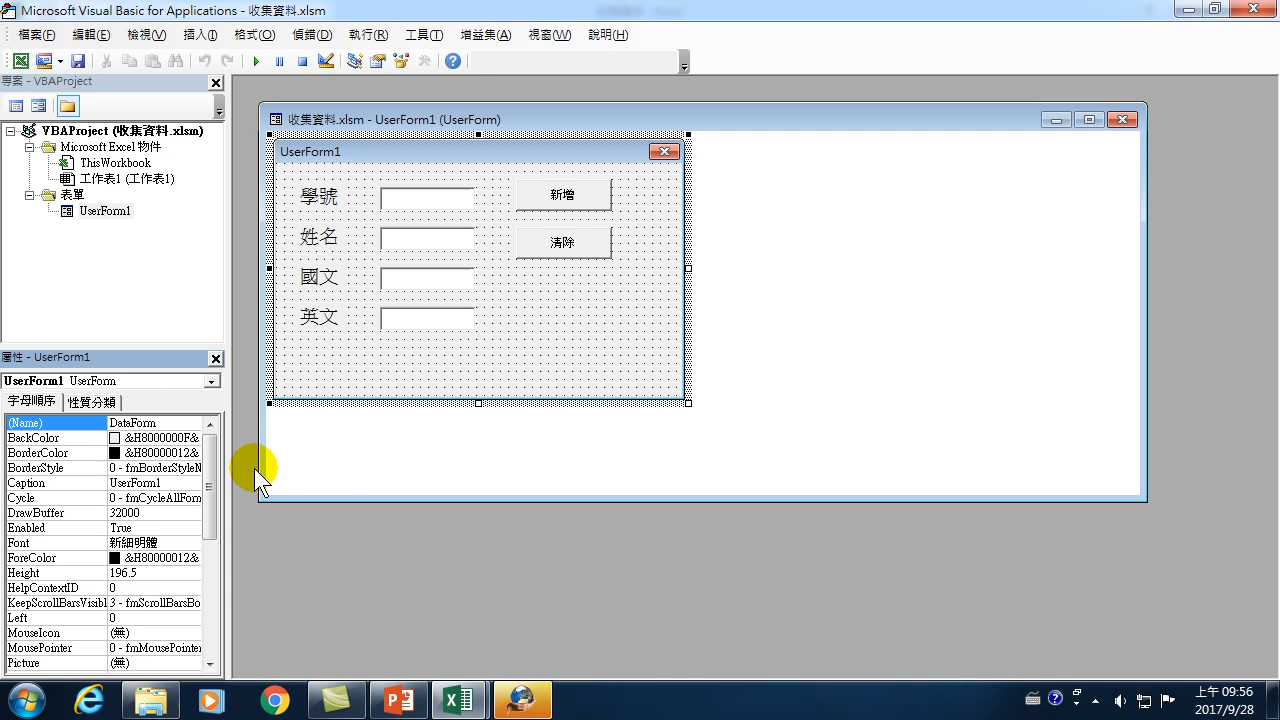 Microsoft Visual Basic for Applications - 收集資料.xlsm
檔案(F) 編輯(E) 檢視(V) 插入(I) 格式(O) 偵錯(D) 執行(R) 工具(T) 增益集(A) 視窗(W) 說明(H)
專案 - VBAProject
VBAProject (收集資料.xlsm)
Microsoft Excel 物件
ThisWorkbook
工作表1 (工作表1)
表單
UserForm1
收集資料.xlsm - UserForm1 (UserForm)
UserForm1
學號
新增
姓名
清除
國文
英文
屬性 - UserForm1
UserForm1 UserForm
字母順序 性質分類
(Name) DataForm
BackColor &H8000000F&
BorderColor &H80000012&
BorderStyle 0 - fmBorderStyleN
Caption UserForm1
Cycle 0 - fmCycleAllForm
DrawBuffer 32000
Enabled True
Font 新細明體
ForeColor &H80000012&
Height 196.5
HelpContextID 0
KeepScrollBarsVisibl 3 - fmScrollBarsBo
Left 0
MouseIcon (無)
MousePointer 0 - fmMousePointer
Picture (無)
上午 09:56
2017/9/28